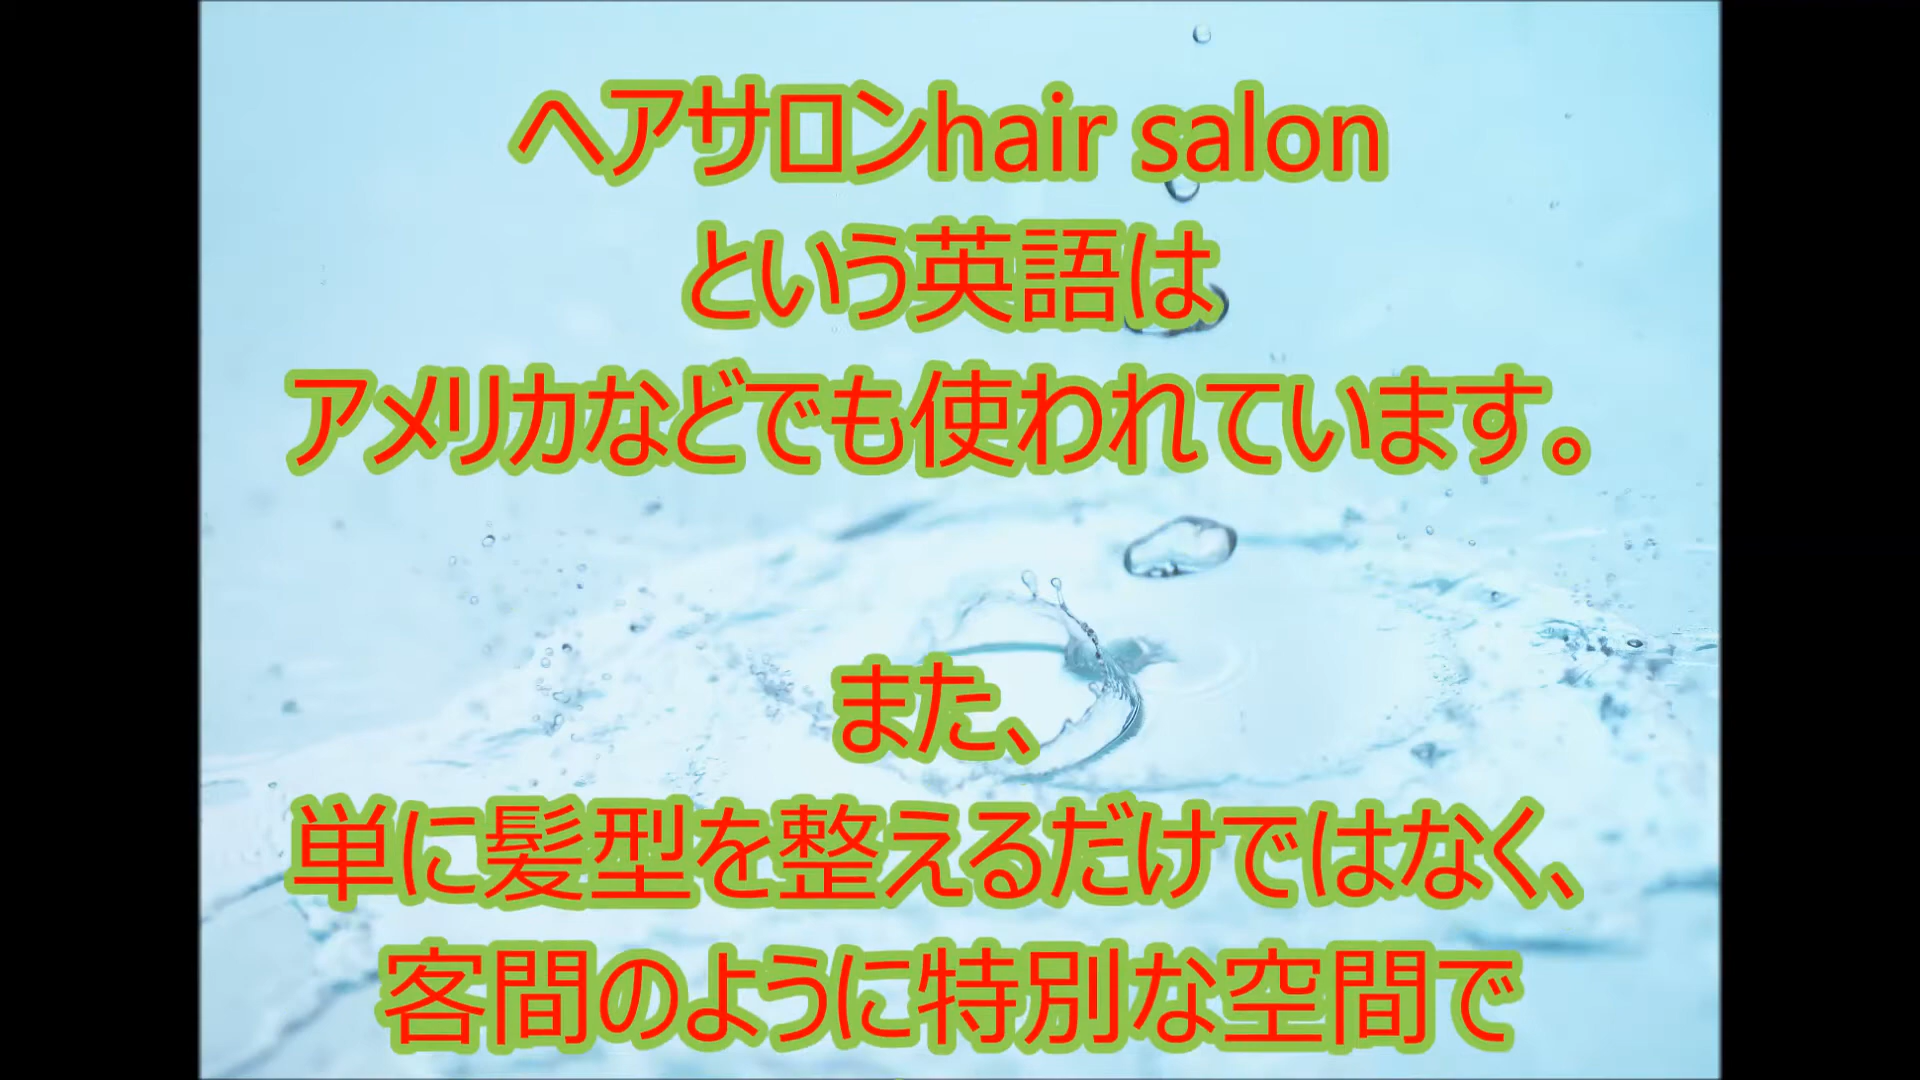 ヘアサロンhair salon
という英語は
アメリカなどでも使われています。
また、
単に髪型を整えるだけではなく、
客間のように特別な空間で